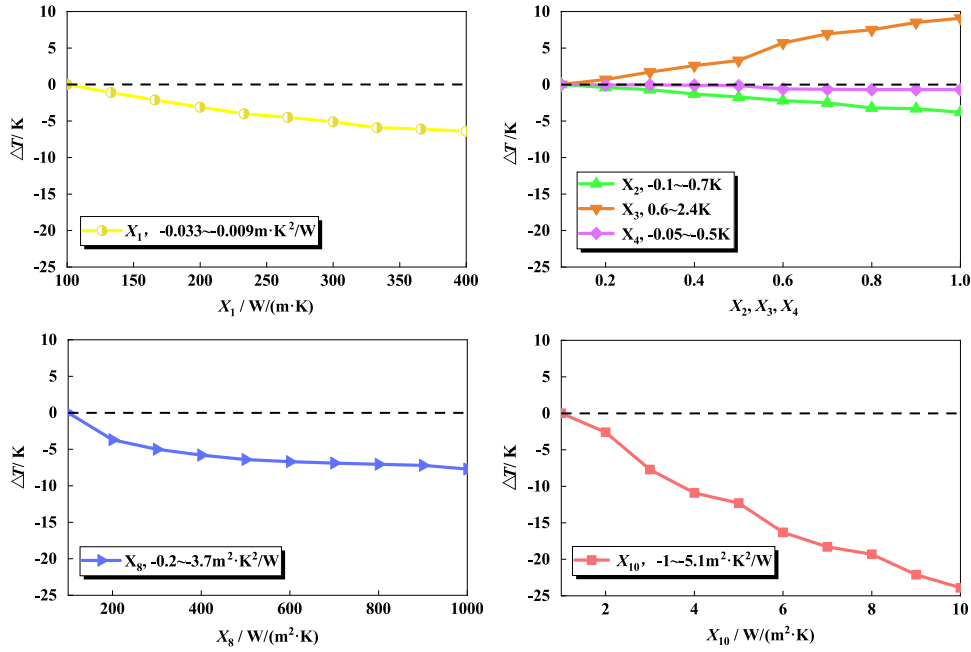 10
5
0
-5
-10
-15
-20
-25
△T/ K
100 150 200 250 300 350 400
X₁ / W/(m·K)
X₁， -0.033~-0.009m·K²/W
10
5
0
-5
-10
-15
-20
-25
△T /K
0.2 0.4 0.6 0.8 1.0
X₂, X₃, X₄
X₂, -0.1~-0.7K
X₃, 0.6~2.4K
X₄, -0.05~-0.5K
10
5
0
-5
-10
-15
-20
-25
△T/ K
200 400 600 800 1000
X₈ / W/(m²·K)
X₈, -0.2~-3.7m²·K²/W
10
5
0
-5
-10
-15
-20
-25
△T/ K
2 4 6 8 10
X₁₀ / W/(m²·K)
X₁₀， -1~-5.1m²·K²/W